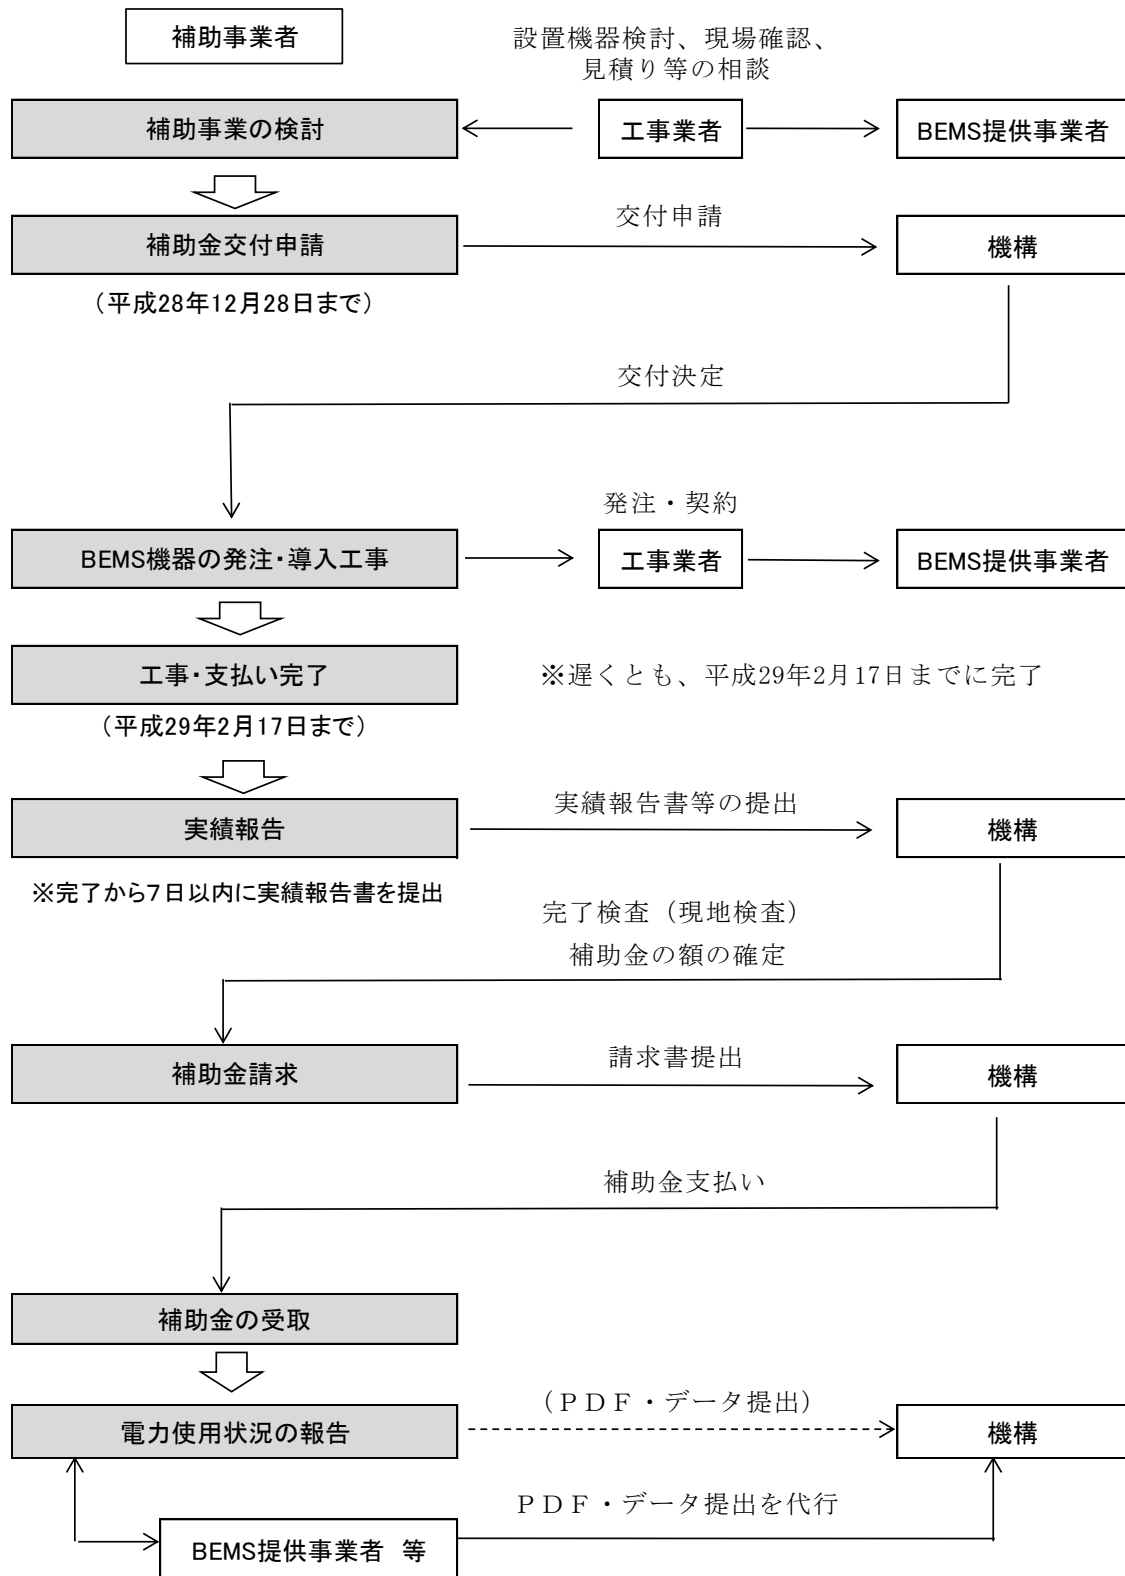 補助事業者
設置機器検討、現場確認、
見積り等の相談
補助事業の検討
工事業者
BEMS提供事業者
交付申請
補助金交付申請
機構
（平成28年12月28日まで）
交付決定
発注・契約
BEMS機器の発注・導入工事
工事業者
BEMS提供事業者
工事・支払い完了
※遅くとも、平成29年2月17日までに完了
（平成29年2月17日まで）
実績報告書等の提出
実績報告
機構
※完了から7日以内に実績報告書を提出
完了検査（現地検査）
補助金の額の確定
請求書提出
補助金請求
機構
補助金支払い
補助金の受取
（ＰＤＦ・データ提出）
電力使用状況の報告
機構
ＰＤＦ・データ提出を代行
BEMS提供事業者　等